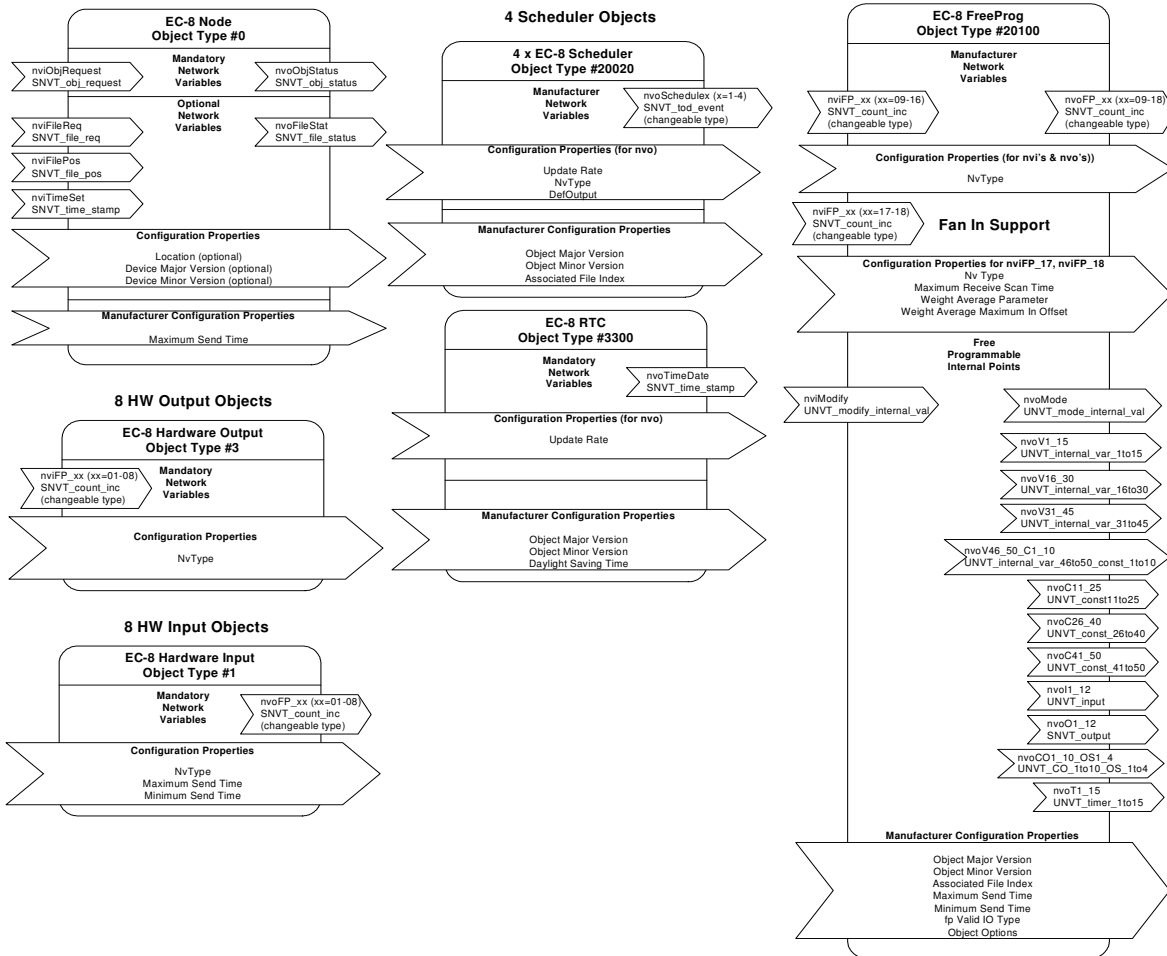 EC-8 Node
Object Type #0
Mandatory
Network
Variables
nviObjRequest
SNVT_obj_request
nvoObjStatus
SNVT_obj_status
Optional
Network
Variables
nviFileReq
SNVT_file_req
nvoFileStat
SNVT_file_status
nviFilePos
SNVT_file_pos
nviTimeSet
SNVT_time_stamp
Configuration Properties
Location (optional)
Device Major Version (optional)
Device Minor Version (optional)
Manufacturer Configuration Properties
Maximum Send Time
8 HW Output Objects
EC-8 Hardware Output
Object Type #3
Mandatory
Network
Variables
nviFP_xx (xx=01-08)
SNVT_count_inc
(changeable type)
Configuration Properties
NvType
8 HW Input Objects
EC-8 Hardware Input
Object Type #1
Mandatory
Network
Variables
nvoFP_xx (xx=01-08)
SNVT_count_inc
(changeable type)
Configuration Properties
NvType
Maximum Send Time
Minimum Send Time
4 Scheduler Objects
4 x EC-8 Scheduler
Object Type #20020
Manufacturer
Network
Variables
nvoSchedulex (x=1-4)
SNVT_tod_event
(changeable type)
Configuration Properties (for nvo)
Update Rate
NvType
DefOutput
Manufacturer Configuration Properties
Object Major Version
Object Minor Version
Associated File Index
EC-8 RTC
Object Type #3300
Mandatory
Network
Variables
nvoTimeDate
SNVT_time_stamp
Configuration Properties (for nvo)
Update Rate
Manufacturer Configuration Properties
Object Major Version
Object Minor Version
Daylight Saving Time
EC-8 FreeProg
Object Type #20100
Manufacturer
Network
Variables
nviFP_xx (xx=09-16)
SNVT_count_inc
(changeable type)
nvoFP_xx (xx=09-18)
SNVT_count_inc
(changeable type)
Configuration Properties (for nvi's & nvo's))
NvType
nviFP_xx (xx=17-18)
SNVT_count_inc
(changeable type)
Fan In Support
Configuration Properties for nviFP_17, nviFP_18
Nv Type
Maximum Receive Scan Time
Weight Average Parameter
Weight Average Maximum In Offset
Free
Programmable
Internal Points
nviModify
UNVT_modify_internal_val
nvoMode
UNVT_mode_internal_val
nvoV1_15
UNVT_internal_var_1to15
nvoV16_30
UNVT_internal_var_16to30
nvoV31_45
UNVT_internal_var_31to45
nvoV46_50_C1_10
UNVT_internal_var_46to50_const_1to10
nvoC11_25
UNVT_const11to25
nvoC26_40
UNVT_const_26to40
nvoC41_50
UNVT_const_41to50
nvoI1_12
UNVT_input
nvoO1_12
SNVT_output
nvoCO1_10_OS1_4
UNVT_CO_1to10_OS_1to4
nvoT1_15
UNVT_timer_1to15
Manufacturer Configuration Properties
Object Major Version
Object Minor Version
Associated File Index
Maximum Send Time
Minimum Send Time
fp Valid IO Type
Object Options